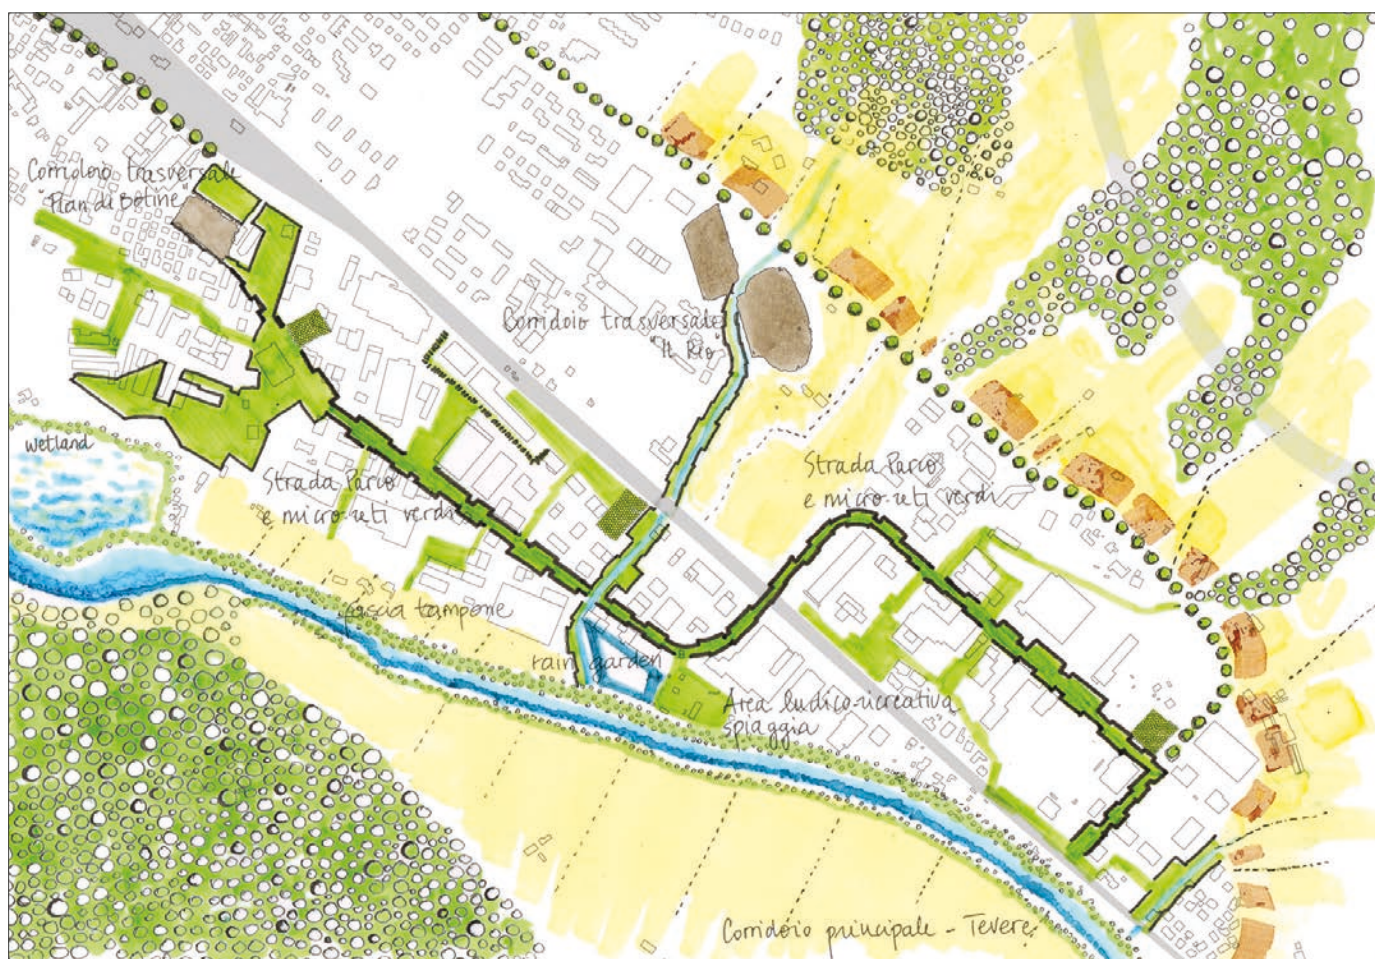 Corridoio trasversale
"Pian di Botine"
Corridoio trasversale
"Il Rio"
wetland
Strada Parco
e micro-reti verdi
Strada Parco
e micro-reti verdi
fascia tampone
rain garden
Area ludico-ricreativa
spiaggia
Corridoio principale - Tevere